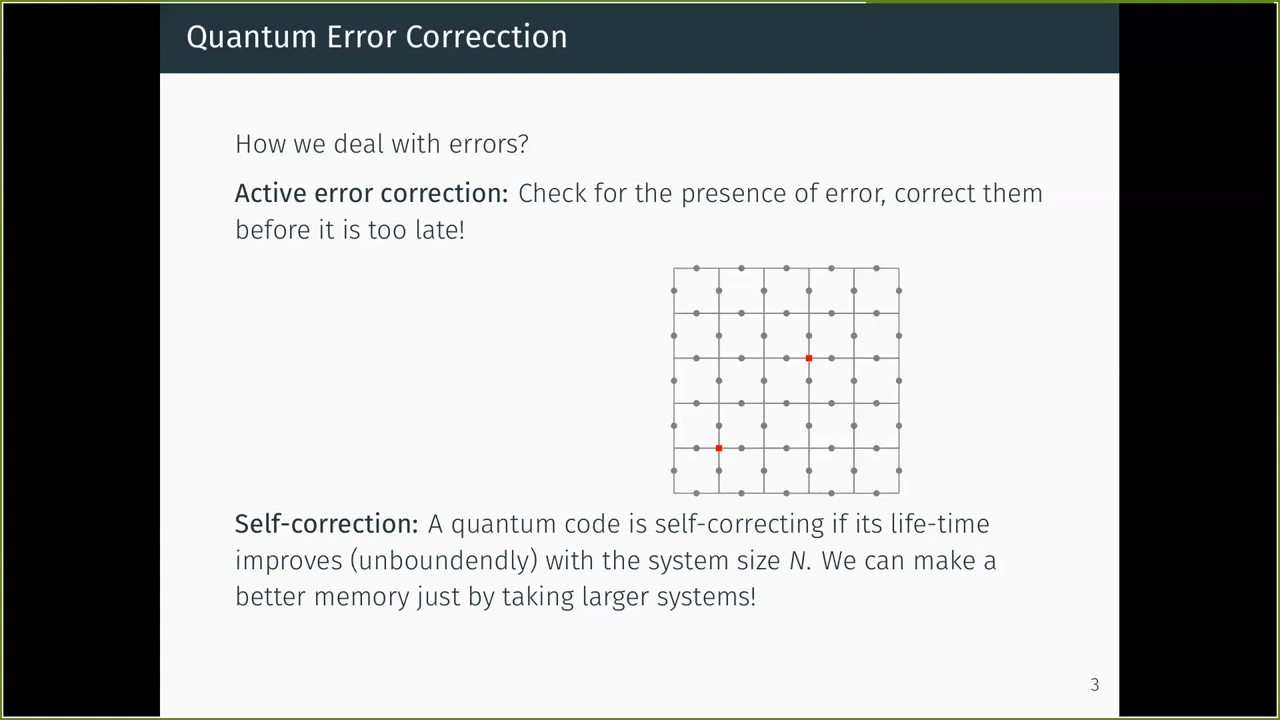 Quantum Error Correcction
How we deal with errors?
Active error correction: Check for the presence of error, correct them
before it is too late!
Self-correction: A quantum code is self-correcting if its life-time
improves (unboundendly) with the system size N. We can make a
better memory just by taking larger systems!
3